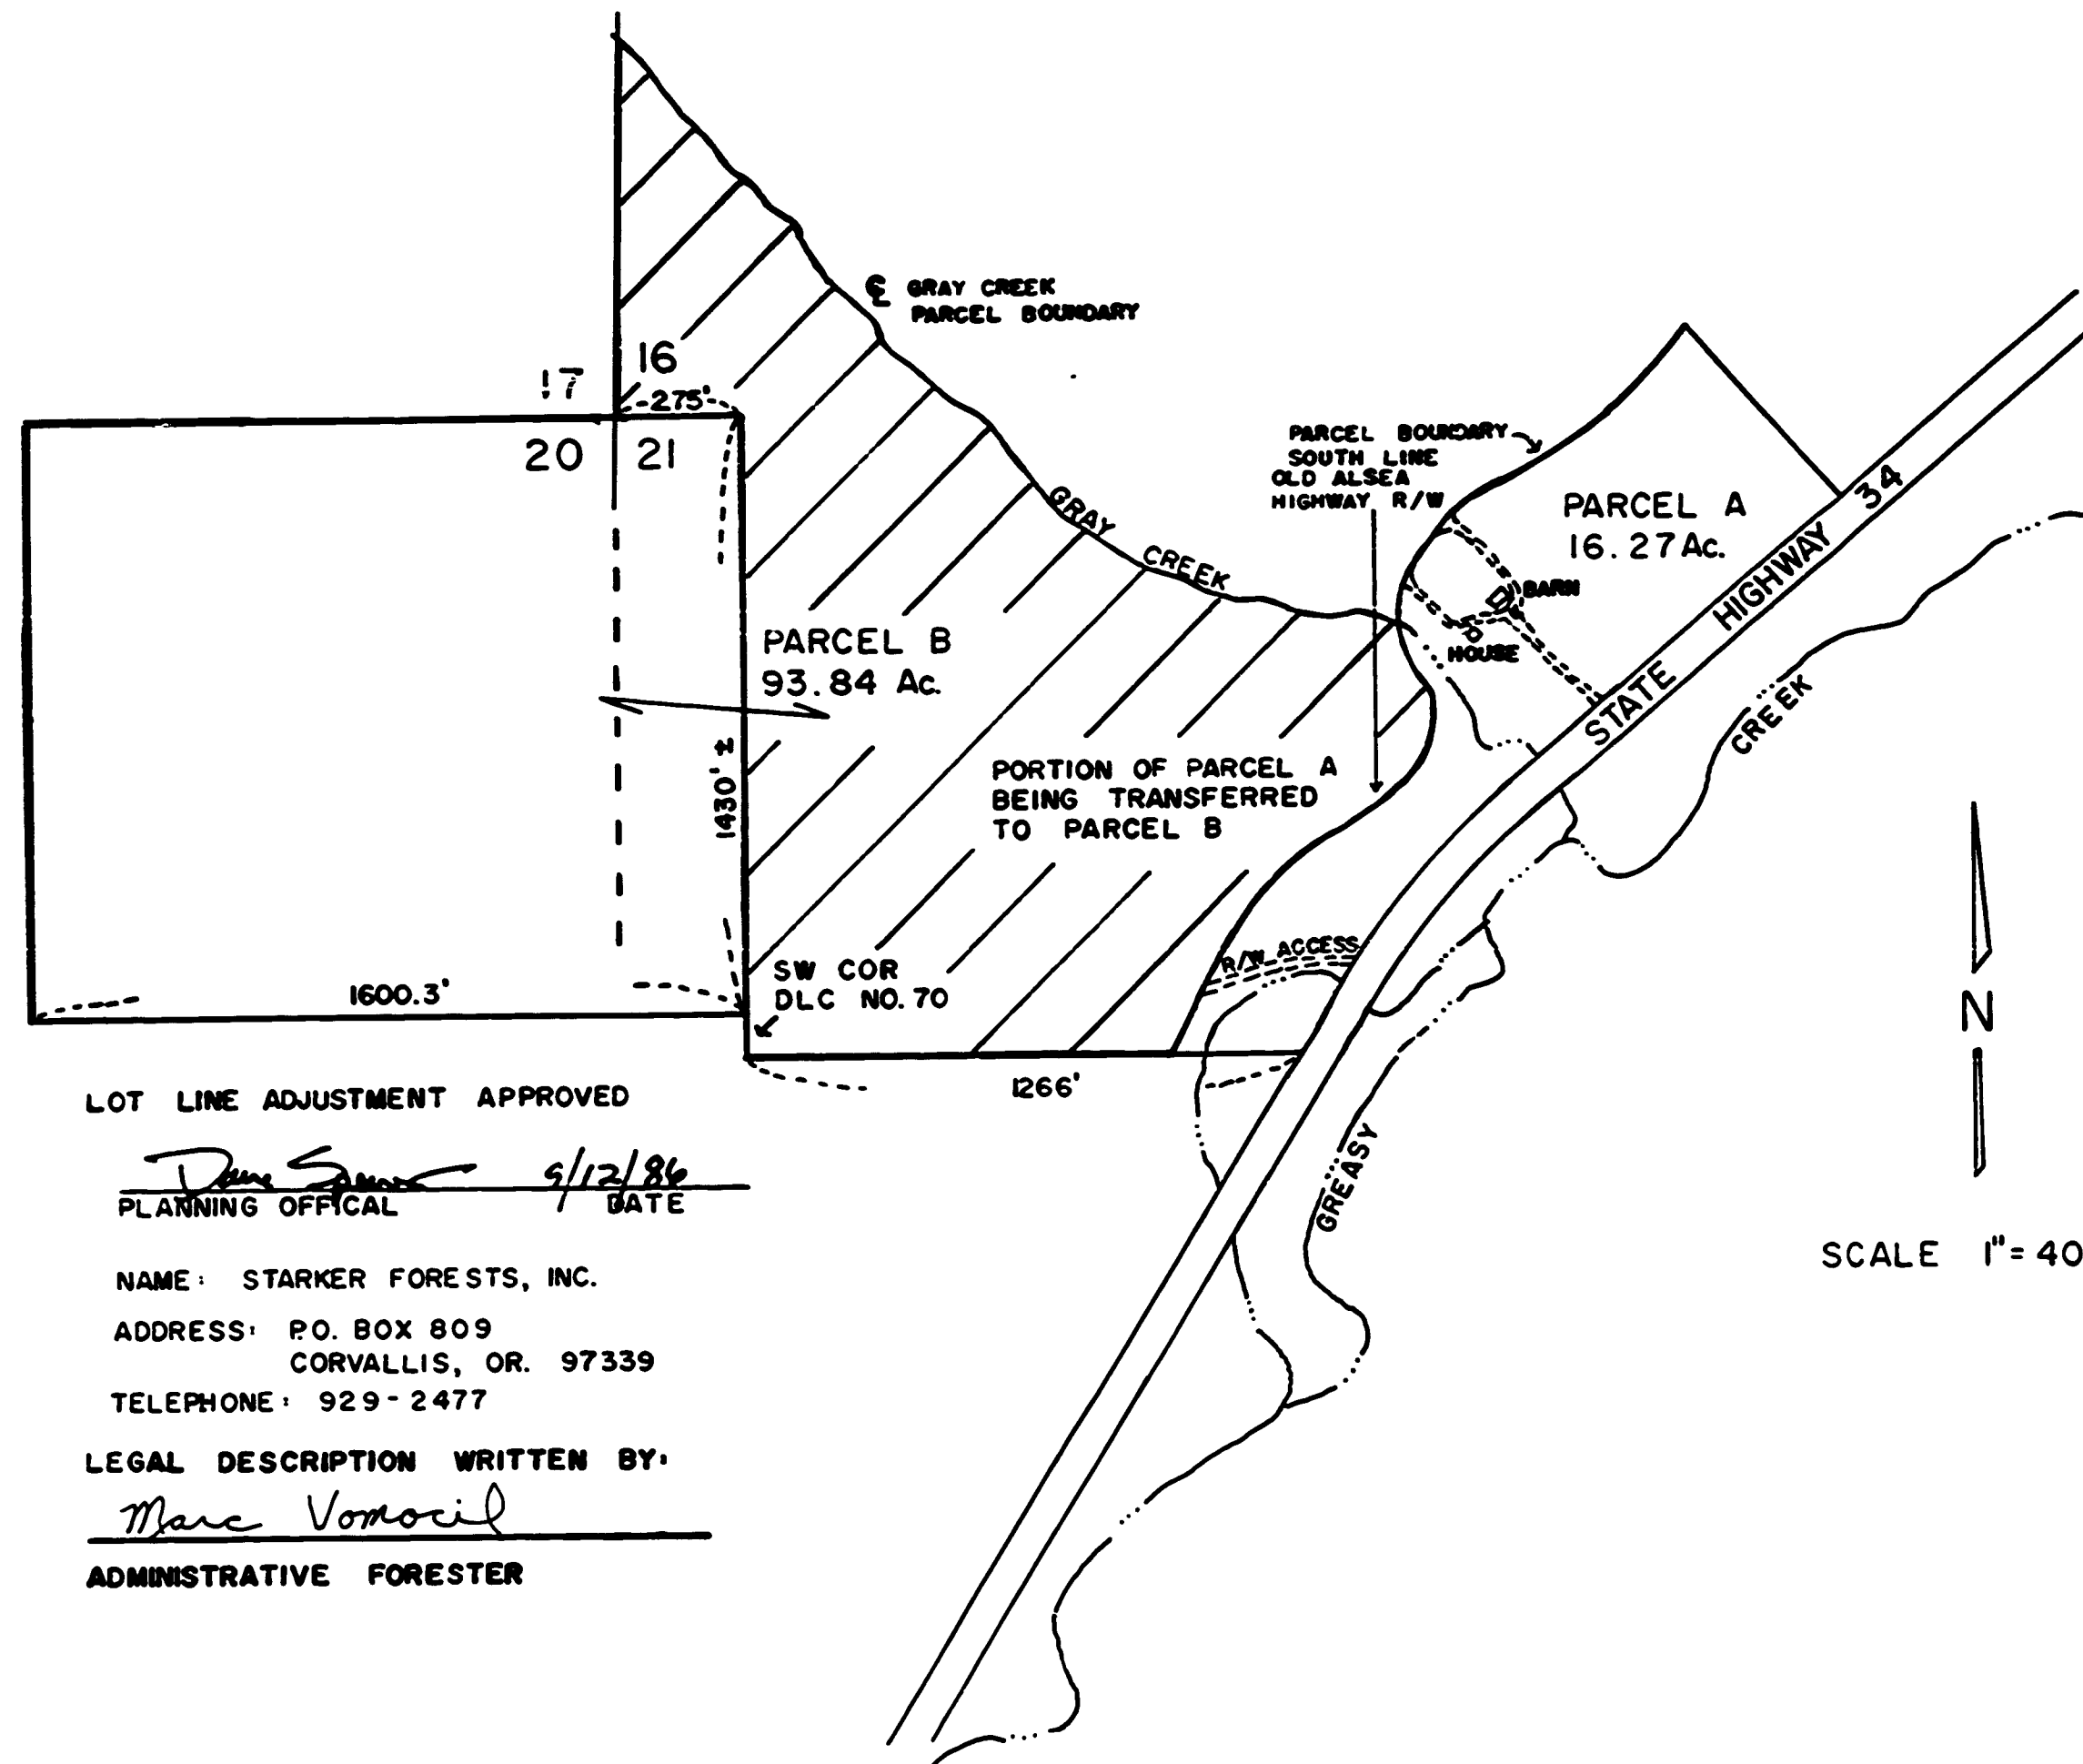 ℄ GRAY CREEK
PARCEL BOUNDARY
17
16
275'
20
21
PARCEL BOUNDARY
SOUTH LINE
OLD ALSEA
HIGHWAY R/W
PARCEL A
16.27 Ac.
STATE HIGHWAY 34
GRAY CREEK
BARN
HOUSE
PARCEL B
93.84 Ac.
CREEK
1430' ±
PORTION OF PARCEL A
BEING TRANSFERRED
TO PARCEL B
R/W ACCESS
SW COR
DLC NO. 70
1600.3'
N
1266'
GREASY
LOT LINE ADJUSTMENT APPROVED
9/12/86
PLANNING OFFICAL DATE
SCALE 1"= 40
NAME: STARKER FORESTS, INC.
ADDRESS: P.O. BOX 809
CORVALLIS, OR. 97339
TELEPHONE: 929-2477
LEGAL DESCRIPTION WRITTEN BY:
Marc Vomocil
ADMINISTRATIVE FORESTER